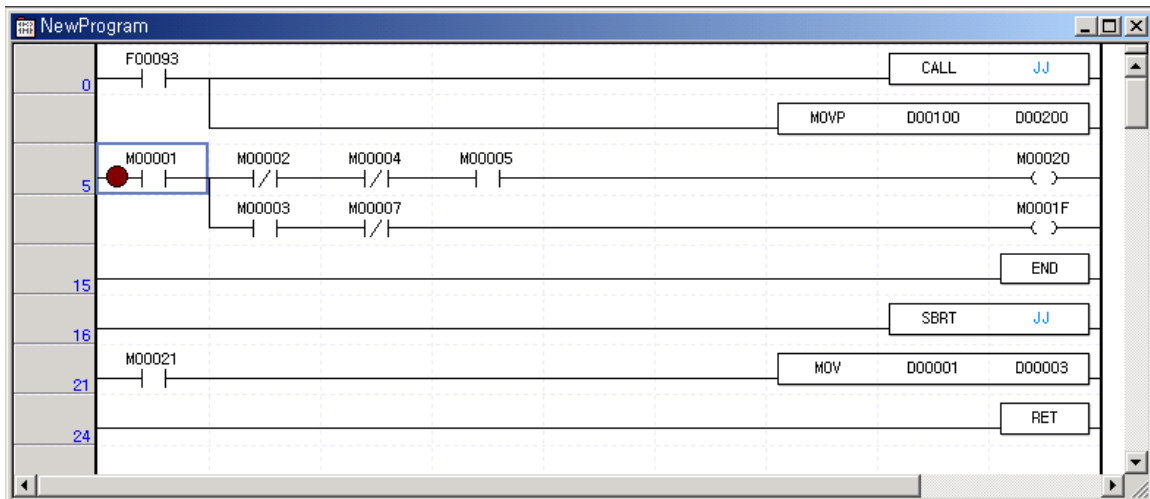 NewProgram
F00093
0 CALL JJ
MOVP D00100 D00200
M00001 M00002 M00004 M00005 M00020
5
M00003 M00007 M0001F
END
15
SBRT JJ
16
M00021
21 MOV D00001 D00003
RET
24